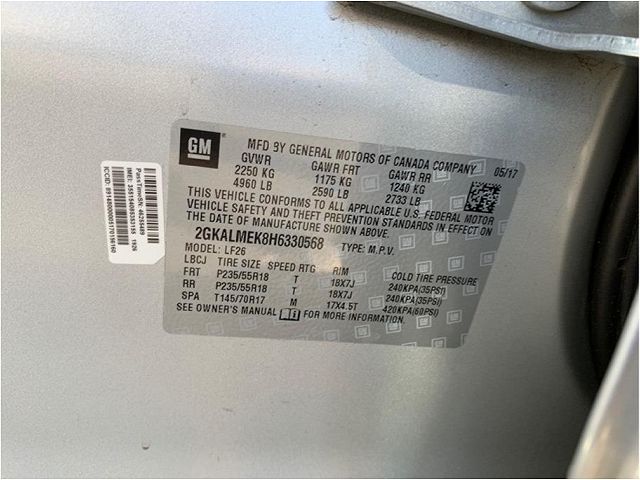 GM
MFD BY GENERAL MOTORS OF CANADA COMPANY
05/17
GVWR GAWR FRT GAWR RR
2250 KG 1175 KG 1240 KG
4960 LB 2590 LB 2733 LB
THIS VEHICLE CONFORMS TO ALL APPLICABLE U.S. FEDERAL MOTOR
VEHICLE SAFETY AND THEFT PREVENTION STANDARDS IN EFFECT ON
THE DATE OF MANUFACTURE SHOWN ABOVE.
2GKALMEK8H6330568 TYPE: M.P.V.
MODEL: LF26
LBCJ TIRE SIZE SPEED RTG RIM COLD TIRE PRESSURE
FRT P235/55R18 T 18X7J 240KPA(35PSI)
RR P235/55R18 T 18X7J 240KPA(35PSI)
SPA T145/70R17 M 17X4.5T 420KPA(60PSI)
SEE OWNER'S MANUAL FOR MORE INFORMATION
PassTime